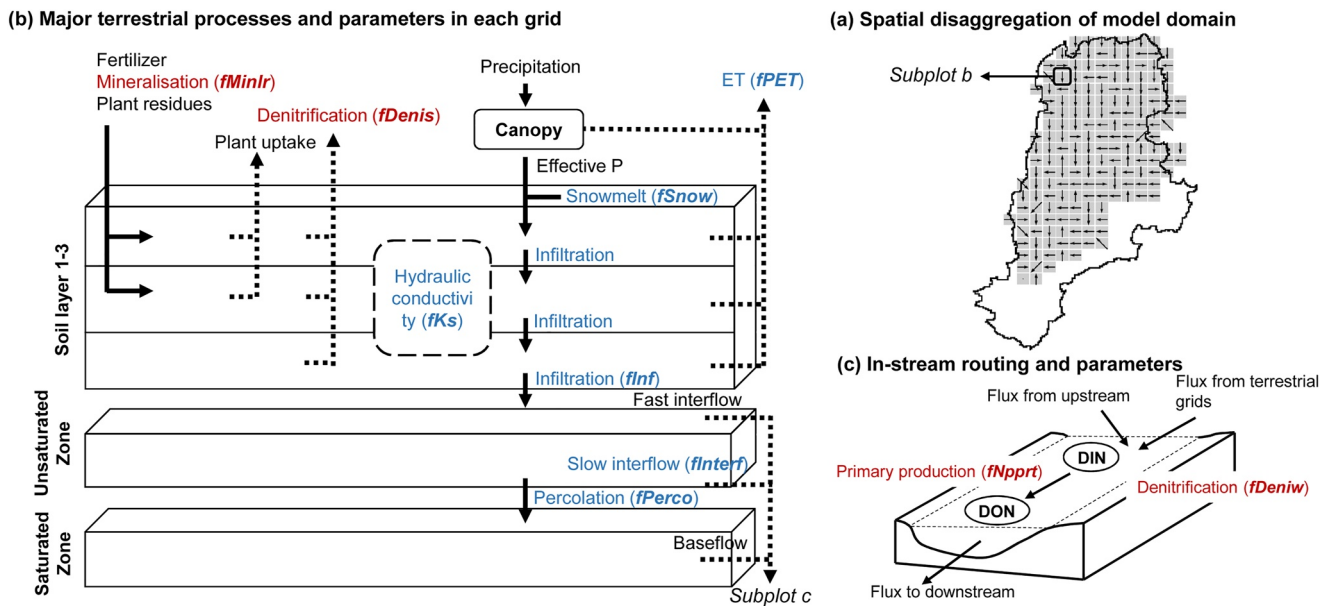 (b) Major terrestrial processes and parameters in each grid
Fertilizer
Mineralisation (fMinIr)
Plant residues
Denitrification (fDenis)
Plant uptake
Precipitation
Canopy
Effective P
ET (fPET)
Snowmelt (fSnow)
Infiltration
Hydraulic
conductivi
ty (fKs)
Infiltration
Infiltration (fInf)
Soil layer 1-3
Fast interflow
Unsaturated
Zone
Slow interflow (fInterf)
Percolation (fPerco)
Saturated
Zone
Baseflow
Subplot c
(a) Spatial disaggregation of model domain
Subplot b
(c) In-stream routing and parameters
Flux from upstream
Flux from terrestrial
grids
DIN
Primary production (fNpprt)
Denitrification (fDeniw)
DON
Flux to downstream